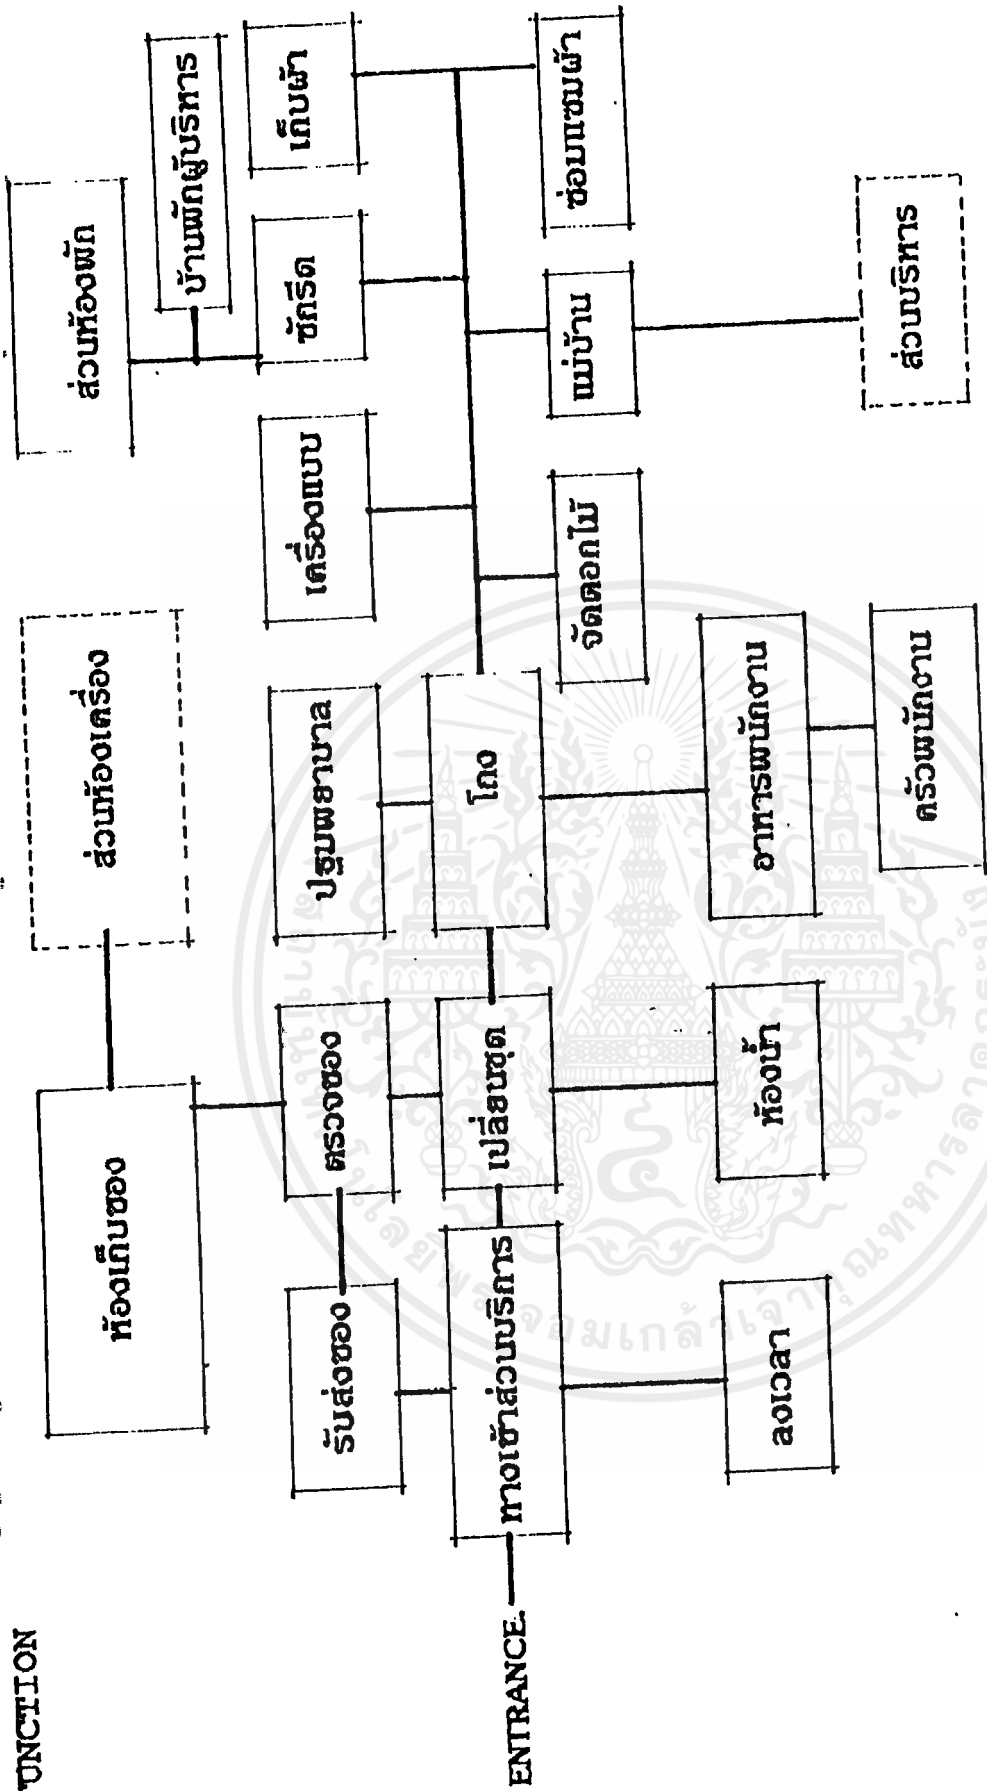 UNCTION
ห้องเก็บของ
ส่วนห้องเครื่อง
ส่วนห้องพัก
บ้านพักผู้บริหาร
รับส่งของ
ตรวจของ
ปฐมพยาบาล
เครื่องแบบ
ซักรีด
เก็บผ้า
ENTRANCE
ทางเข้าส่วนบริการ
เปลี่ยนชุด
โถง
จัดดอกไม้
แม่บ้าน
ซ่อมแซมผ้า
ลงเวลา
ห้องน้ำ
อาหารพนักงาน
ครัวพนักงาน
ส่วนบริหาร